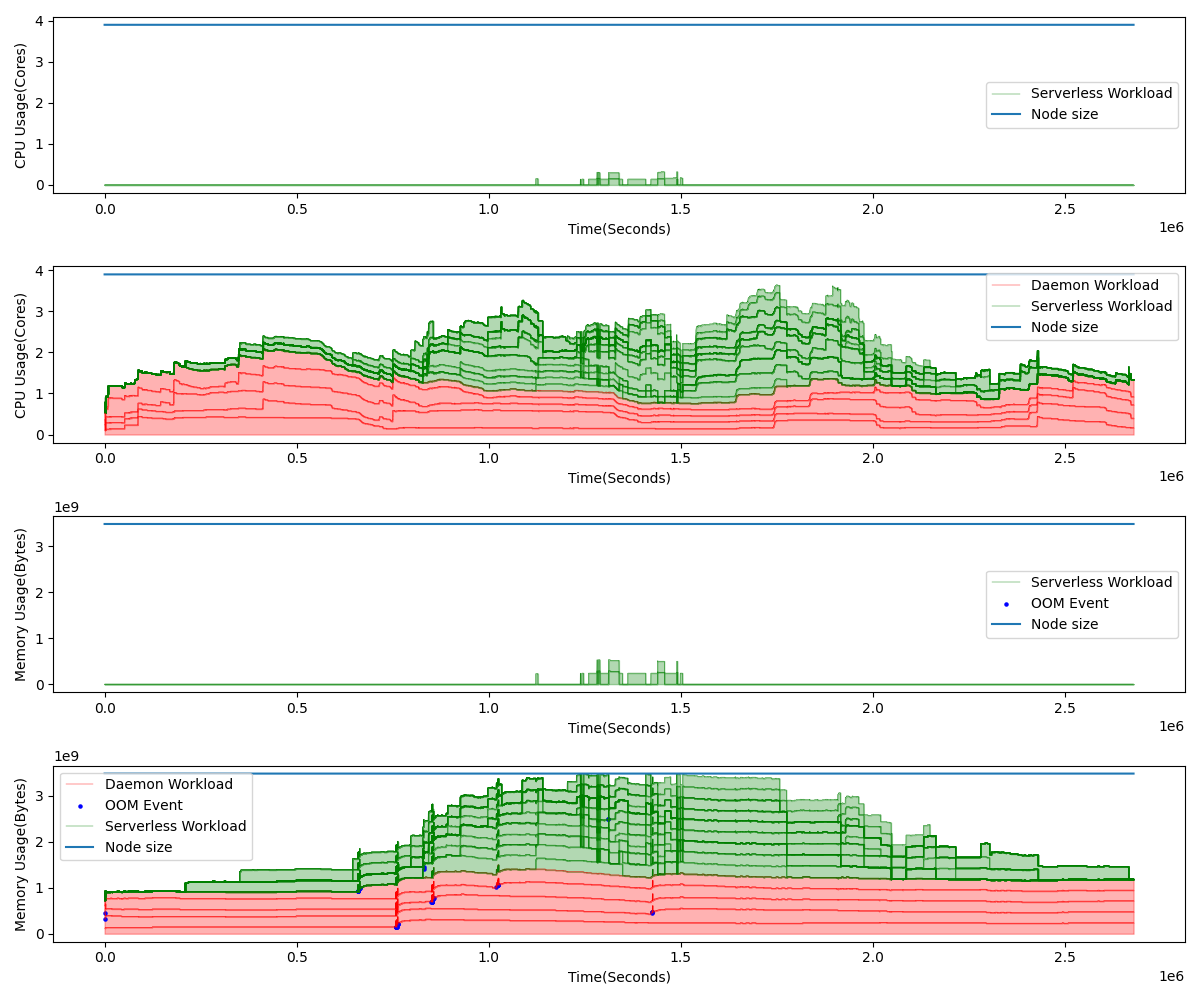 4
3
2
1
0
CPU Usage(Cores)
Serverless Workload
Node size
0.0 0.5 1.0 1.5 2.0 2.5
Time(Seconds) 1e6
4
3
2
1
0
CPU Usage(Cores)
Daemon Workload
Serverless Workload
Node size
0.0 0.5 1.0 1.5 2.0 2.5
Time(Seconds) 1e6
1e9
3
2
1
0
Memory Usage(Bytes)
Serverless Workload
OOM Event
Node size
0.0 0.5 1.0 1.5 2.0 2.5
Time(Seconds) 1e6
1e9
3
2
1
0
Memory Usage(Bytes)
Daemon Workload
OOM Event
Serverless Workload
Node size
0.0 0.5 1.0 1.5 2.0 2.5
Time(Seconds) 1e6